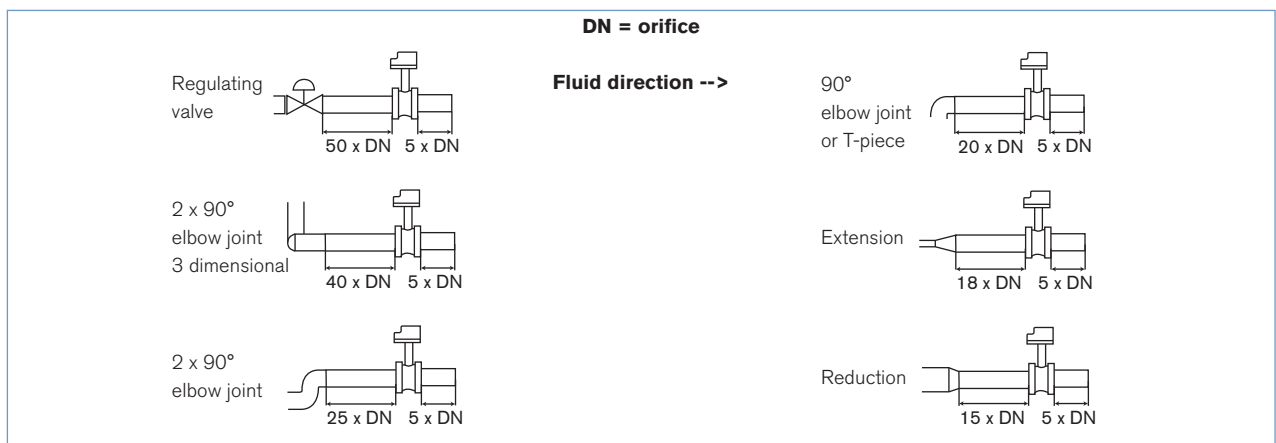 DN = orifice
Fluid direction -->
Regulating
valve
50 x DN 5 x DN
90°
elbow joint
or T-piece
20 x DN 5 x DN
2 x 90°
elbow joint
3 dimensional
40 x DN 5 x DN
Extension
18 x DN 5 x DN
2 x 90°
elbow joint
25 x DN 5 x DN
Reduction
15 x DN 5 x DN